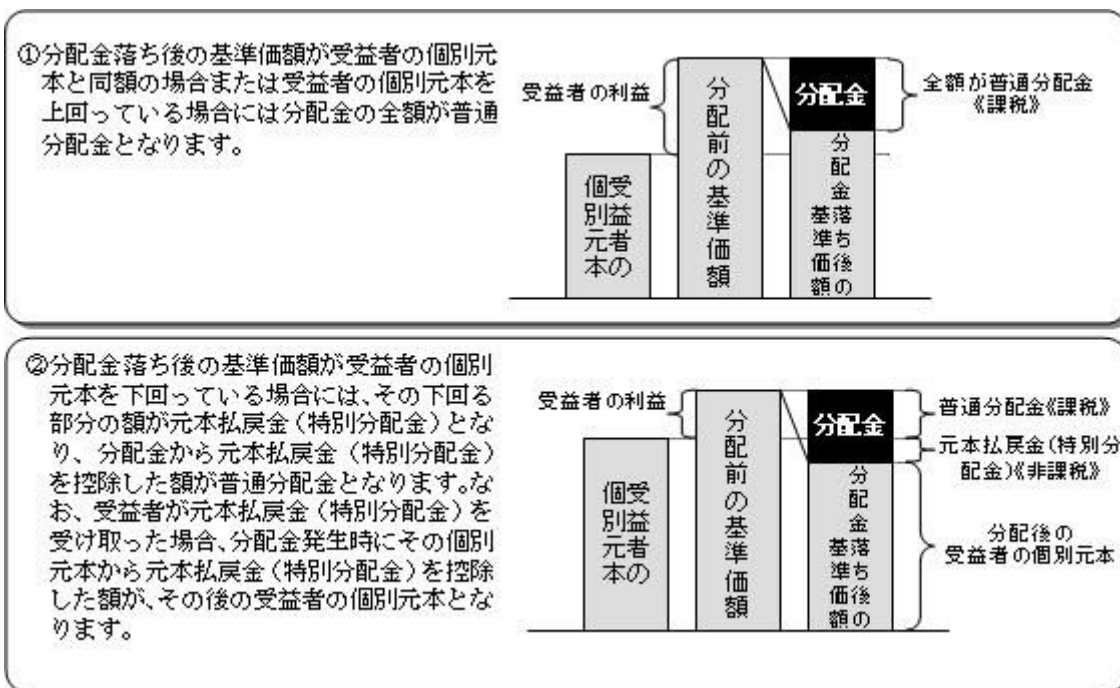 ①分配金落ち後の基準価額が受益者の個別元
本と同額の場合または受益者の個別元本を
上回っている場合には分配金の全額が普通
分配金となります。
受益者の利益
受益者の
個別元本
分配前の基準価額
分配金
分配金落ち後の
基準価額
全額が普通分配金
《課税》
②分配金落ち後の基準価額が受益者の個別
元本を下回っている場合には、その下回る
部分の額が元本払戻金(特別分配金)とな
り、分配金から元本払戻金(特別分配金)
を控除した額が普通分配金となります。な
お、受益者が元本払戻金(特別分配金)を
受け取った場合、分配金発生時にその個別
元本から元本払戻金(特別分配金)を控除
した額が、その後の受益者の個別元本とな
ります。
受益者の利益
受益者の
個別元本
分配前の基準価額
分配金
分配金落ち後の
基準価額
普通分配金《課税》
元本払戻金(特別分
配金)《非課税》
分配後の
受益者の個別元本